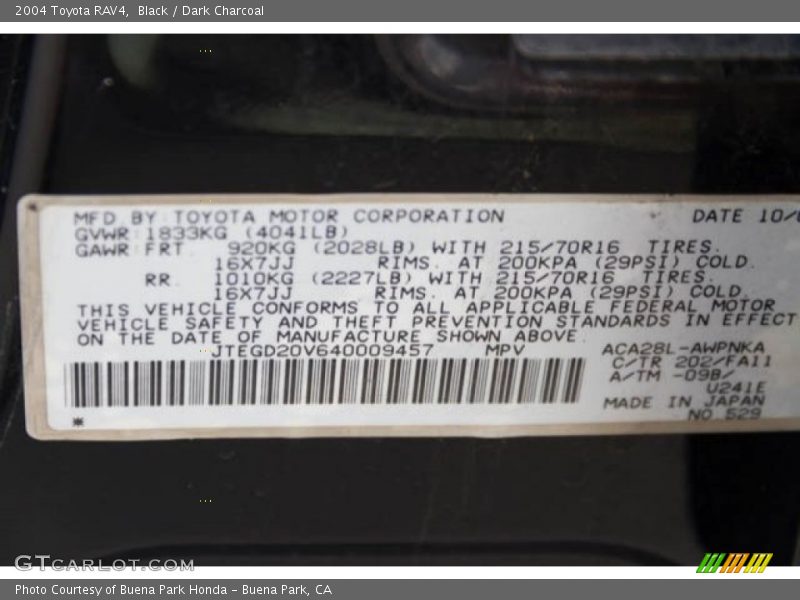 2004 Toyota RAV4, Black / Dark Charcoal
MFD BY TOYOTA MOTOR CORPORATION DATE 10/0
GVWR 1833KG (4041LB)
GAWR FRT 920KG (2028LB) WITH 215/70R16 TIRES.
16X7JJ RIMS. AT 200KPA (29PSI) COLD.
RR 1010KG (2227LB) WITH 215/70R16 TIRES.
16X7JJ RIMS. AT 200KPA (29PSI) COLD.
THIS VEHICLE CONFORMS TO ALL APPLICABLE FEDERAL MOTOR
VEHICLE SAFETY AND THEFT PREVENTION STANDARDS IN EFFECT
ON THE DATE OF MANUFACTURE SHOWN ABOVE.
JTEGD20V640009457 MPV ACA28L-AWPNKA
C/TR 202/FA11
A/TM -09B/
U241E
MADE IN JAPAN
NO 529
GTCARLOT.COM
Photo Courtesy of Buena Park Honda - Buena Park, CA